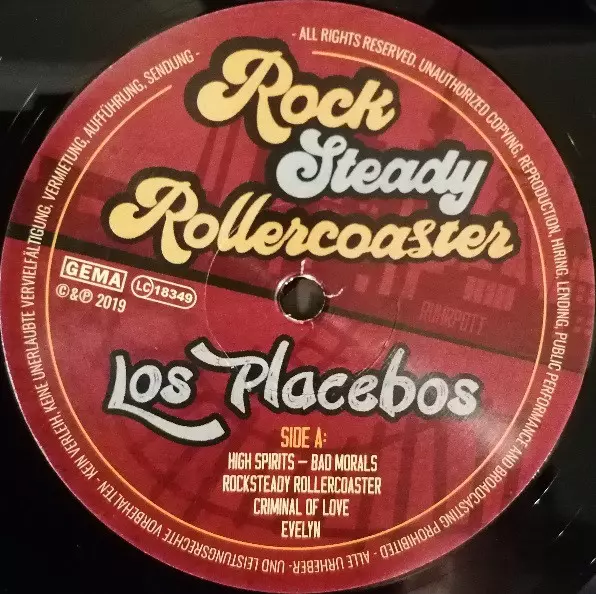 Rock
Steady
Rollercoaster
GEMA
LC 18349
©&℗ 2019
RUHRPOTT
Los Placebos
SIDE A:
HIGH SPIRITS – BAD MORALS
ROCKSTEADY ROLLERCOASTER
CRIMINAL OF LOVE
EVELYN
- ALL RIGHTS RESERVED. UNAUTHORIZED COPYING, REPRODUCTION, HIRING, LENDING, PUBLIC PERFORMANCE AND BROADCASTING PROHIBITED - ALLE URHEBER- UND LEISTUNGSRECHTE VORBEHALTEN - KEIN VERLEIH, KEINE UNERLAUBTE VERVIELFÄLTIGUNG, VERMIETUNG, AUFFÜHRUNG, SENDUNG -